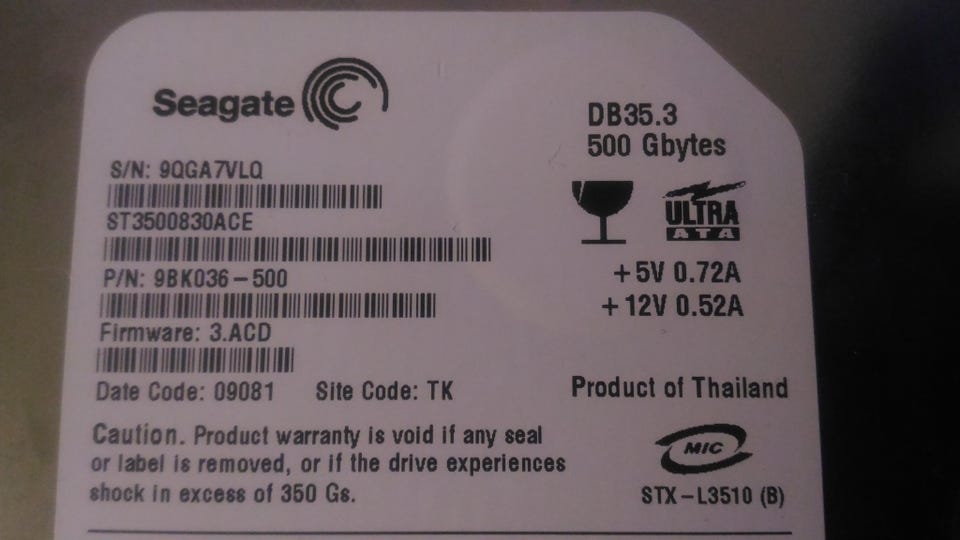 Seagate
S/N: 9QGA7VLQ
ST3500830ACE
P/N: 9BK036-500
Firmware: 3.ACD
Date Code: 09081 Site Code: TK
Caution. Product warranty is void if any seal
or label is removed, or if the drive experiences
shock in excess of 350 Gs.
DB35.3
500 Gbytes
ULTRA
ATA
+5V 0.72A
+12V 0.52A
Product of Thailand
MIC
STX-L3510 (B)